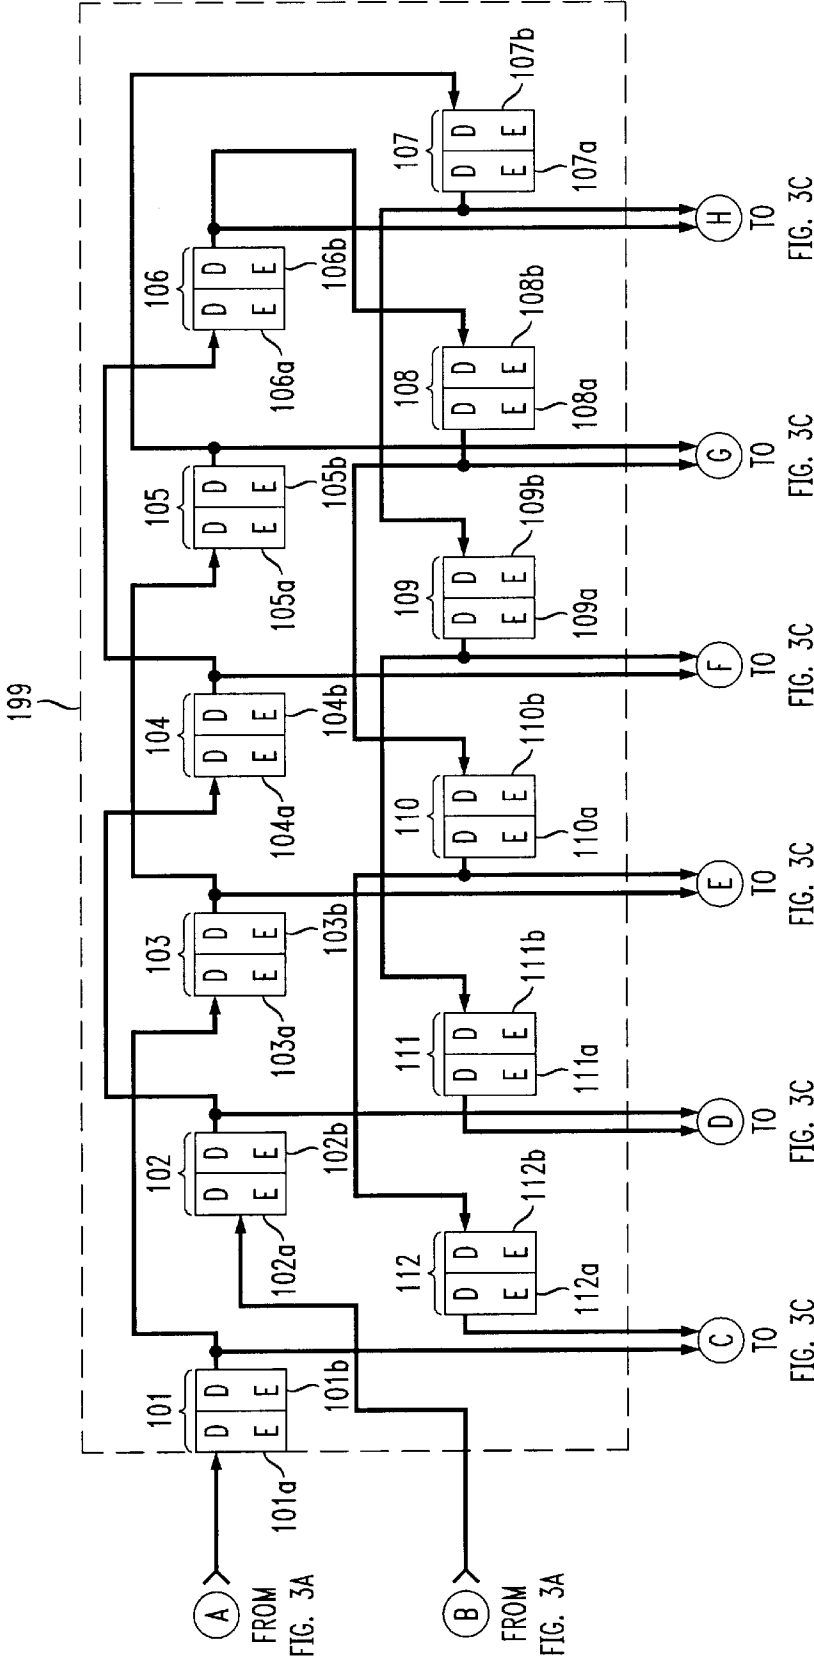 199
101
D D
E E
101a
101b
102
D D
E E
102a
102b
103
D D
E E
103a
103b
104
D D
E E
104a
104b
105
D D
E E
105a
105b
106
D D
E E
106a
106b
107
D D
E E
107a
107b
108
D D
E E
108a
108b
109
D D
E E
109a
109b
110
D D
E E
110a
110b
111
D D
E E
111a
111b
112
D D
E E
112a
112b
A
FROM
FIG. 3A
B
FROM
FIG. 3A
C
TO
FIG. 3C
D
TO
FIG. 3C
E
TO
FIG. 3C
F
TO
FIG. 3C
G
TO
FIG. 3C
H
TO
FIG. 3C